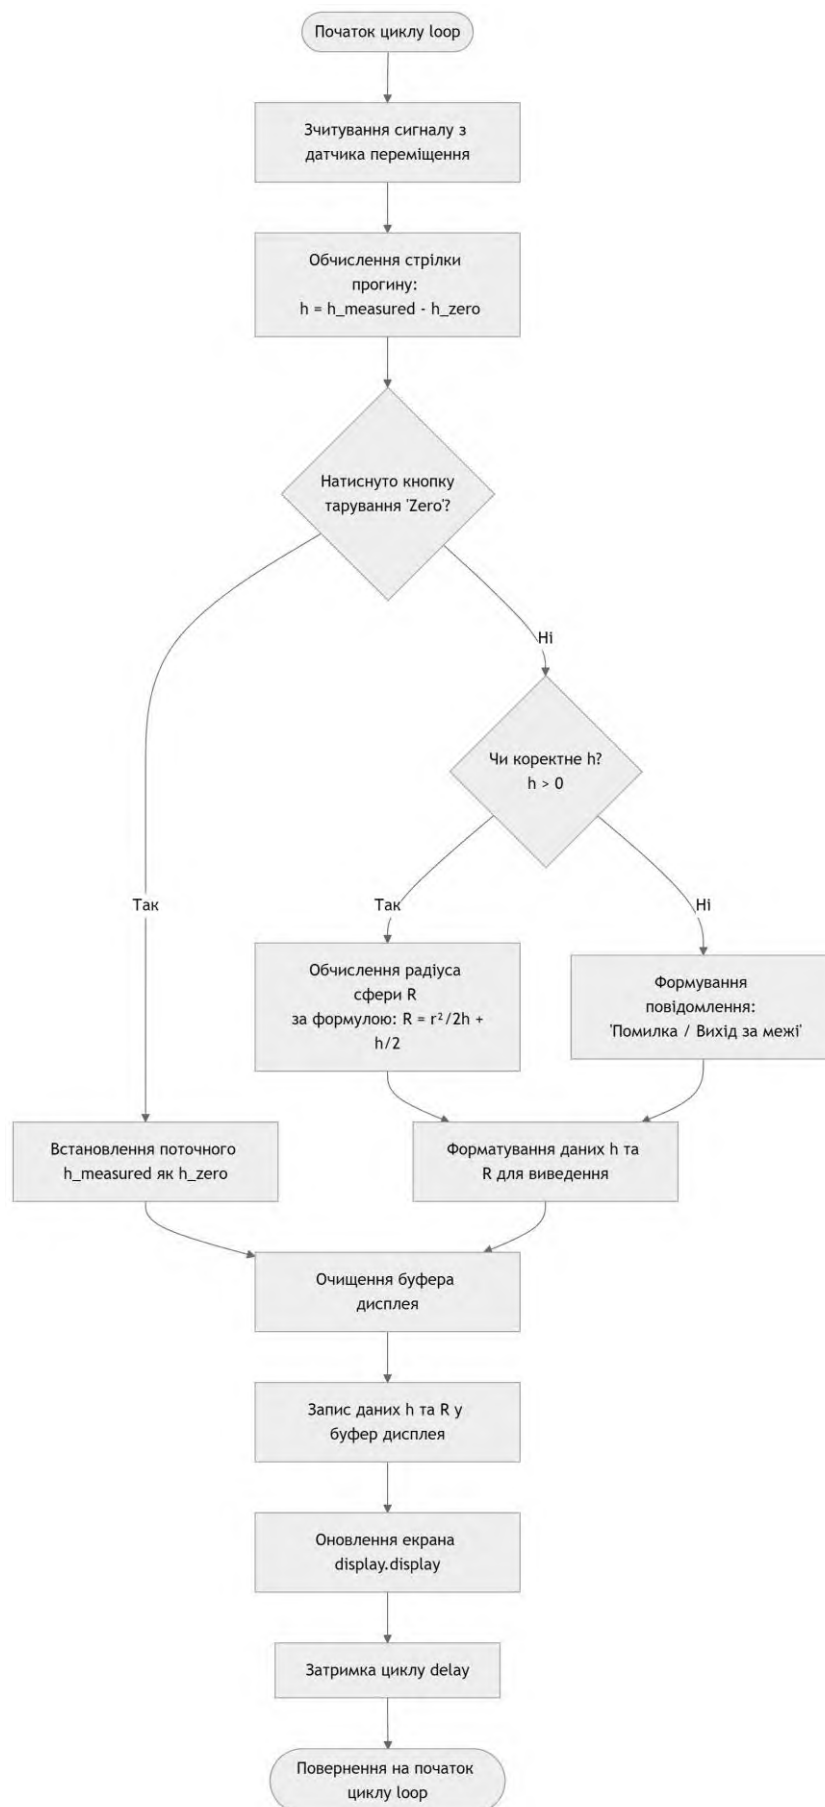 Початок циклу loop
Зчитування сигналу з
датчика переміщення
Обчислення стрілки
прогину:
h = h_measured - h_zero
Натиснуто кнопку
тарування 'Zero'?
Ні
Чи коректне h?
h > 0
Так
Так
Ні
Обчислення радіуса
сфери R
за формулою: R = r²/2h +
h/2
Формування
повідомлення:
'Помилка / Вихід за межі'
Встановлення поточного
h_measured як h_zero
Форматування даних h та
R для виведення
Очищення буфера
дисплея
Запис даних h та R у
буфер дисплея
Оновлення екрана
display.display
Затримка циклу delay
Повернення на початок
циклу loop